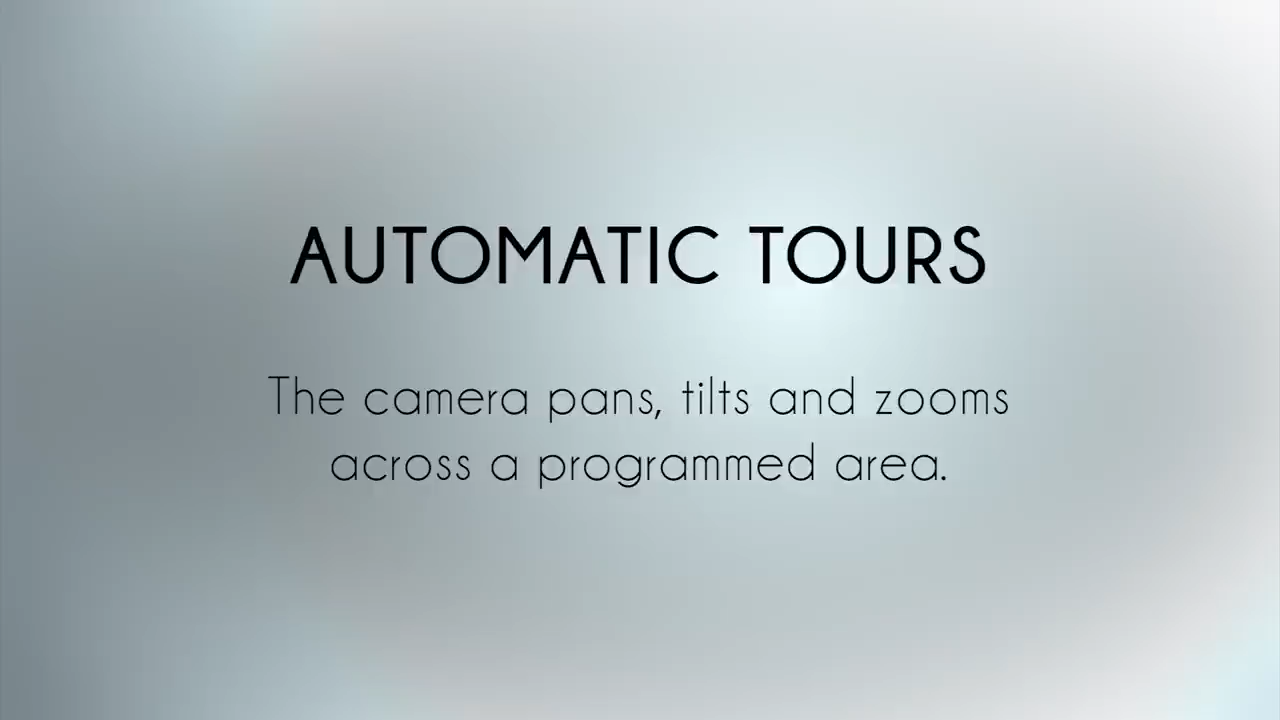 AUTOMATIC TOURS
The camera pans, tilts and zooms
across a programmed area.